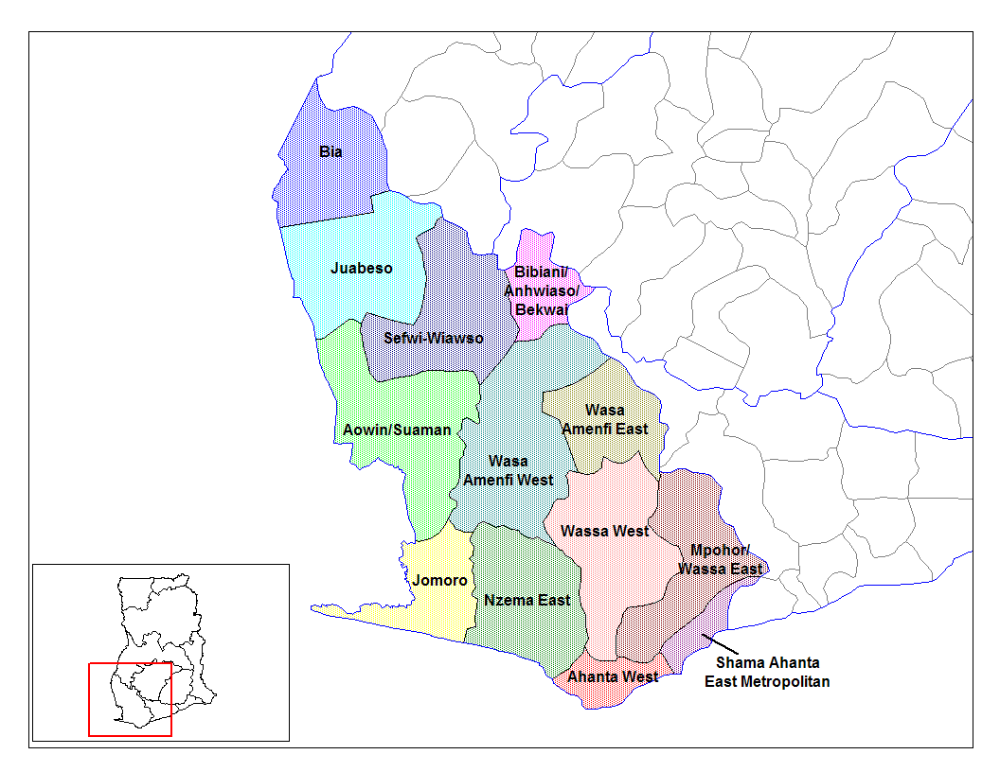 Bia
Juabeso
Bibiani/
Anhwiaso/
Bekwai
Sefwi-Wiawso
Wasa
Amenfi East
Aowin/Suaman
Wasa
Amenfi West
Wassa West
Mpohor/
Wassa East
Jomoro
Nzema East
Shama Ahanta
East Metropolitan
Ahanta West